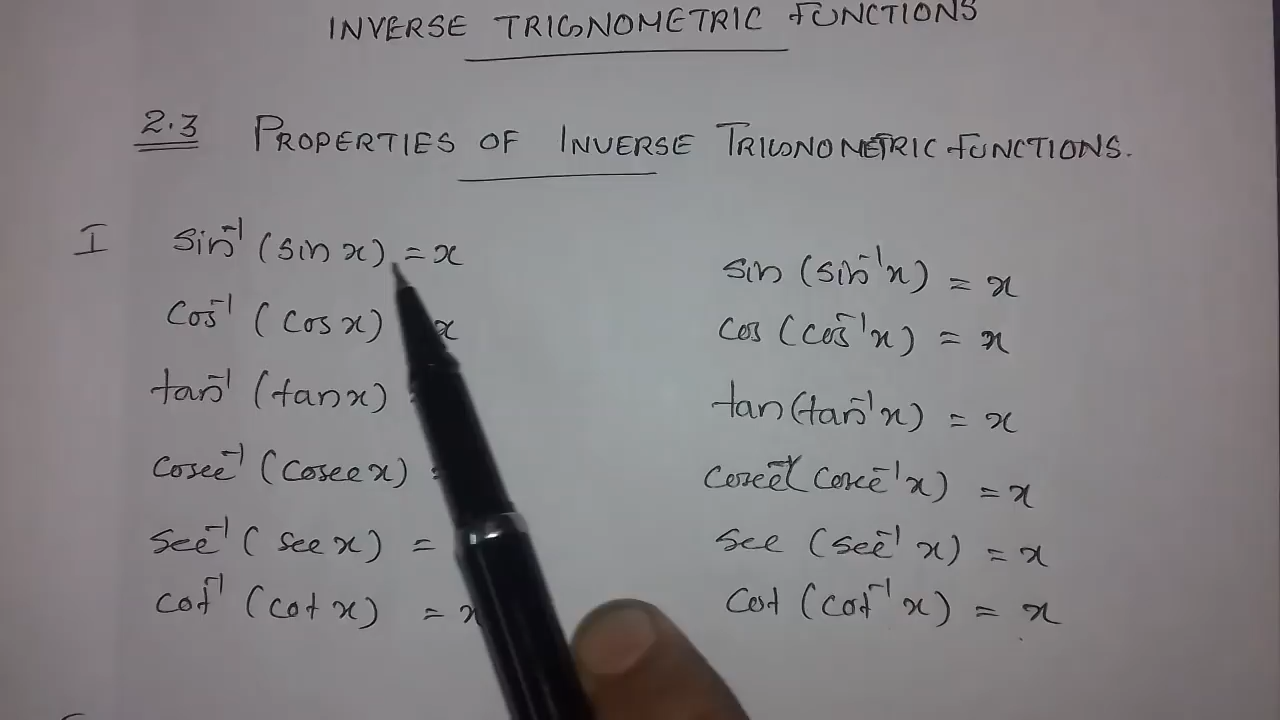 INVERSE TRIGONOMETRIC FUNCTIONS
2.3 PROPERTIES OF INVERSE TRIGONOMETRIC FUNCTIONS.
I sin⁻¹ (sin x) = x
sin (sin⁻¹x) = x
cos⁻¹ (cos x) x
cos (cos⁻¹x) = x
tan⁻¹ (tan x)
tan (tan⁻¹x) = x
cosec⁻¹ (cosec x)
cosec (cosec⁻¹x) = x
sec⁻¹ (sec x) =
sec (sec⁻¹ x) = x
cot⁻¹ (cot x) = x
cot (cot⁻¹ x) = x